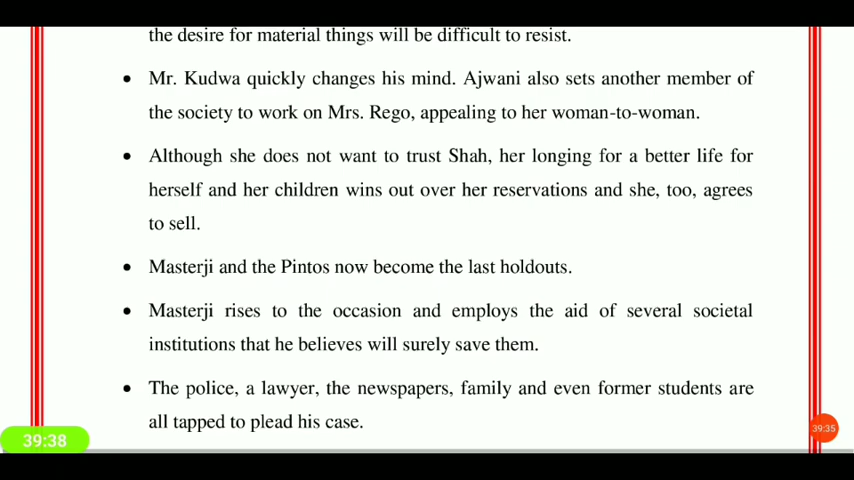 the desire for material things will be difficult to resist.
• Mr. Kudwa quickly changes his mind. Ajwani also sets another member of
the society to work on Mrs. Rego, appealing to her woman-to-woman.
• Although she does not want to trust Shah, her longing for a better life for
herself and her children wins out over her reservations and she, too, agrees
to sell.
• Masterji and the Pintos now become the last holdouts.
• Masterji rises to the occasion and employs the aid of several societal
institutions that he believes will surely save them.
• The police, a lawyer, the newspapers, family and even former students are
all tapped to plead his case.
39:38
39:35